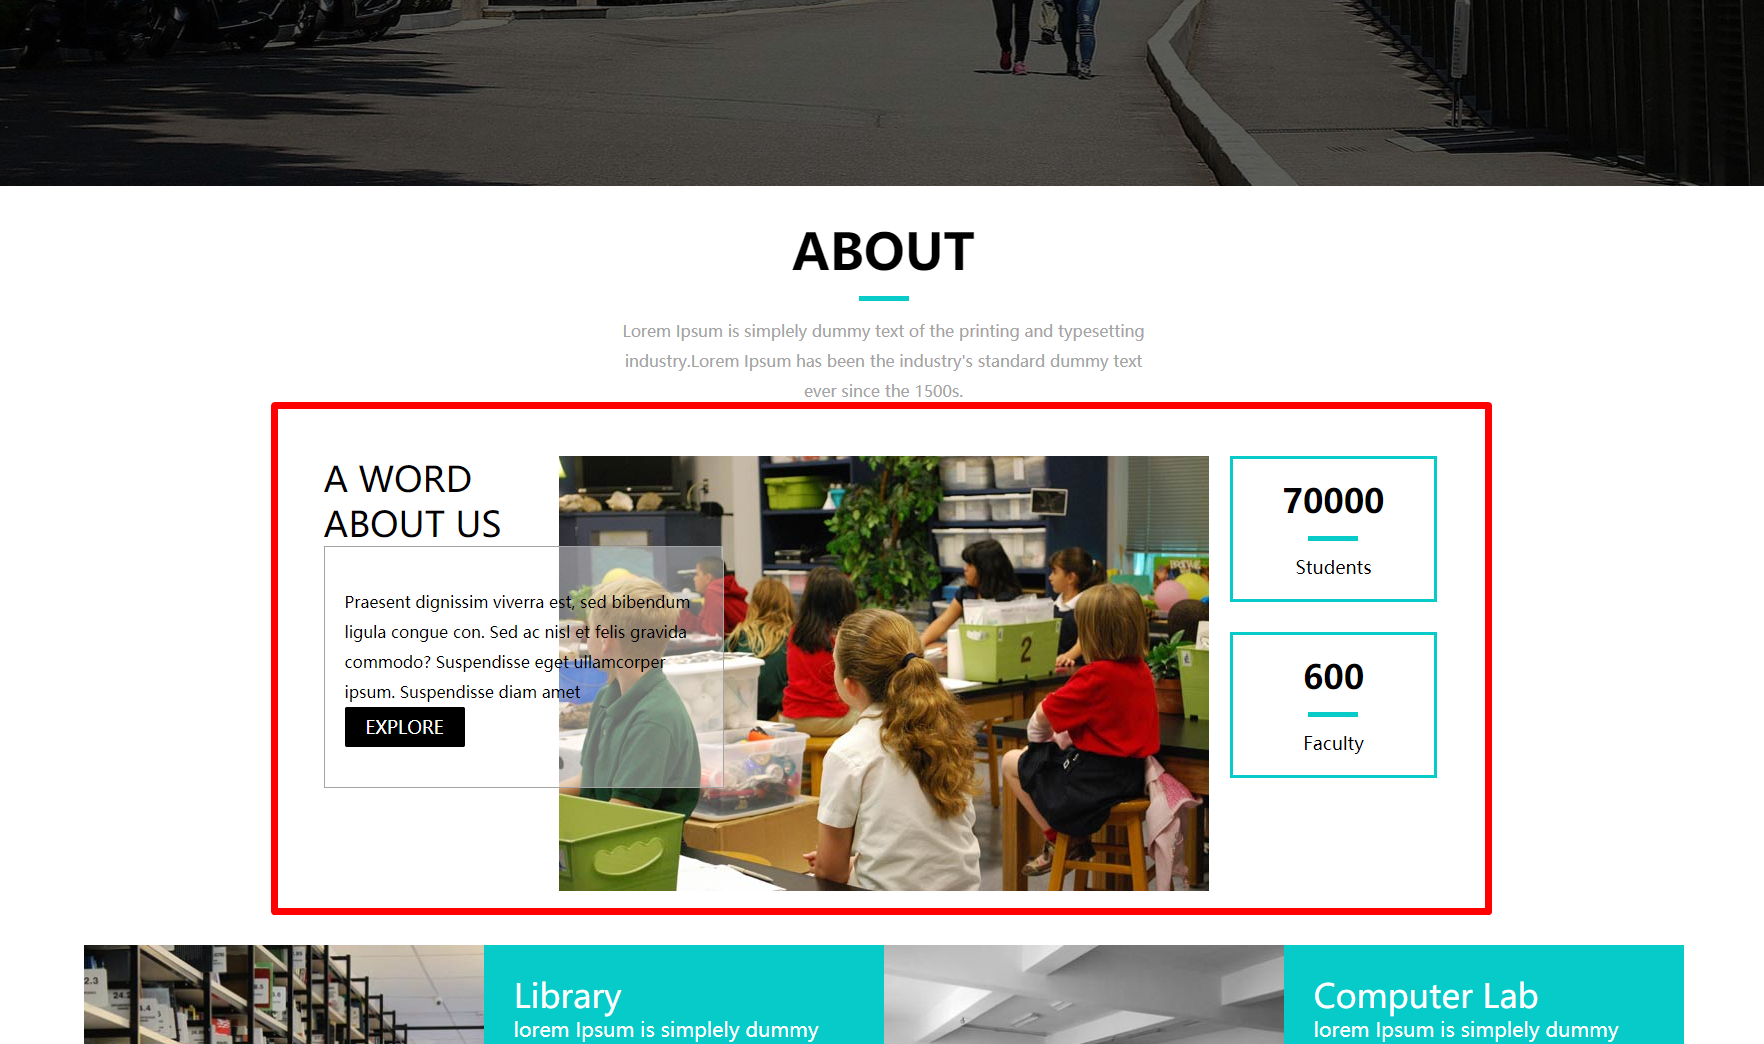 ABOUT
Lorem Ipsum is simplely dummy text of the printing and typesetting
industry.Lorem Ipsum has been the industry's standard dummy text
ever since the 1500s.
A WORD
ABOUT US
Praesent dignissim viverra est, sed bibendum
ligula congue con. Sed ac nisl et felis gravida
commodo? Suspendisse eget ullamcorper
ipsum. Suspendisse diam amet
EXPLORE
2
70000
Students
600
Faculty
Library
lorem Ipsum is simplely dummy
Computer Lab
lorem Ipsum is simplely dummy